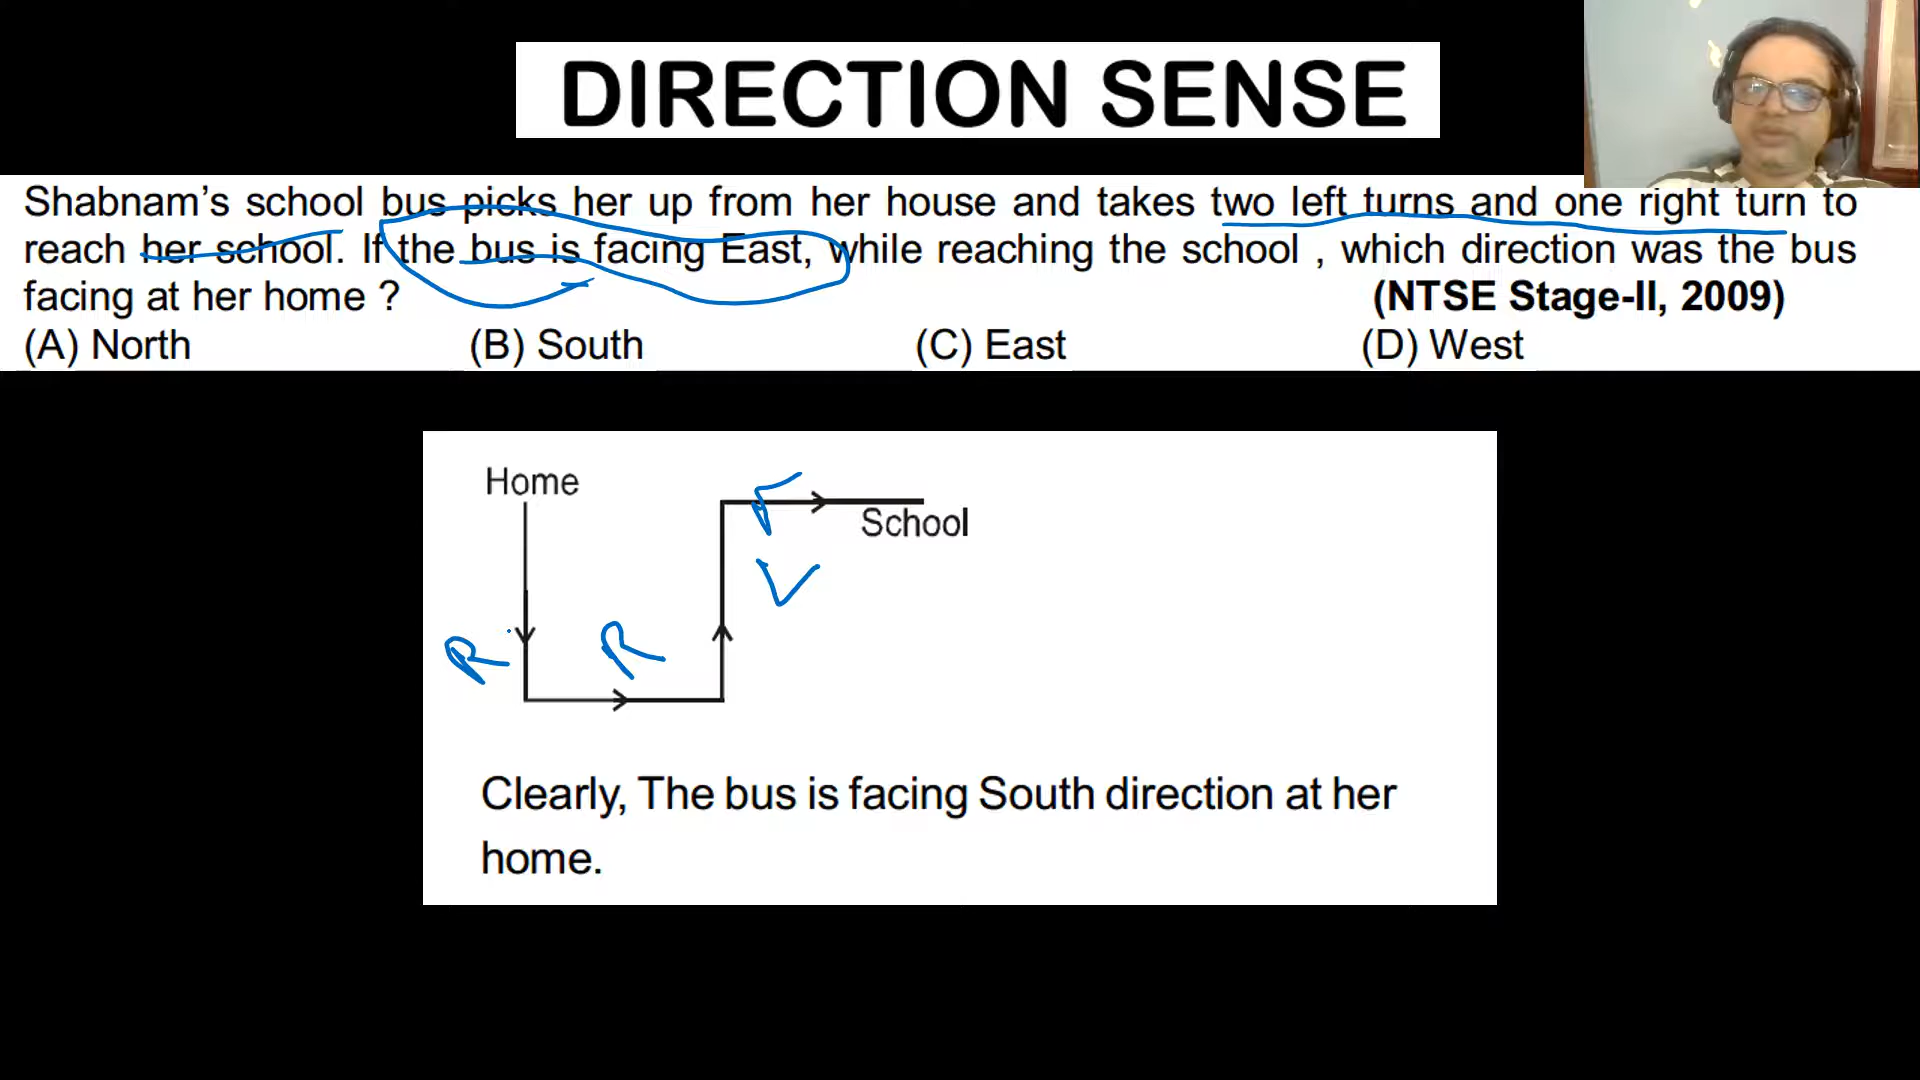 DIRECTION SENSE
Shabnam’s school bus picks her up from her house and takes two left turns and one right turn to
reach her school. If the bus is facing East, while reaching the school , which direction was the bus
facing at her home ?
(NTSE Stage-II, 2009)
(A) North (B) South (C) East (D) West
Home
School
R
R
Clearly, The bus is facing South direction at her
home.